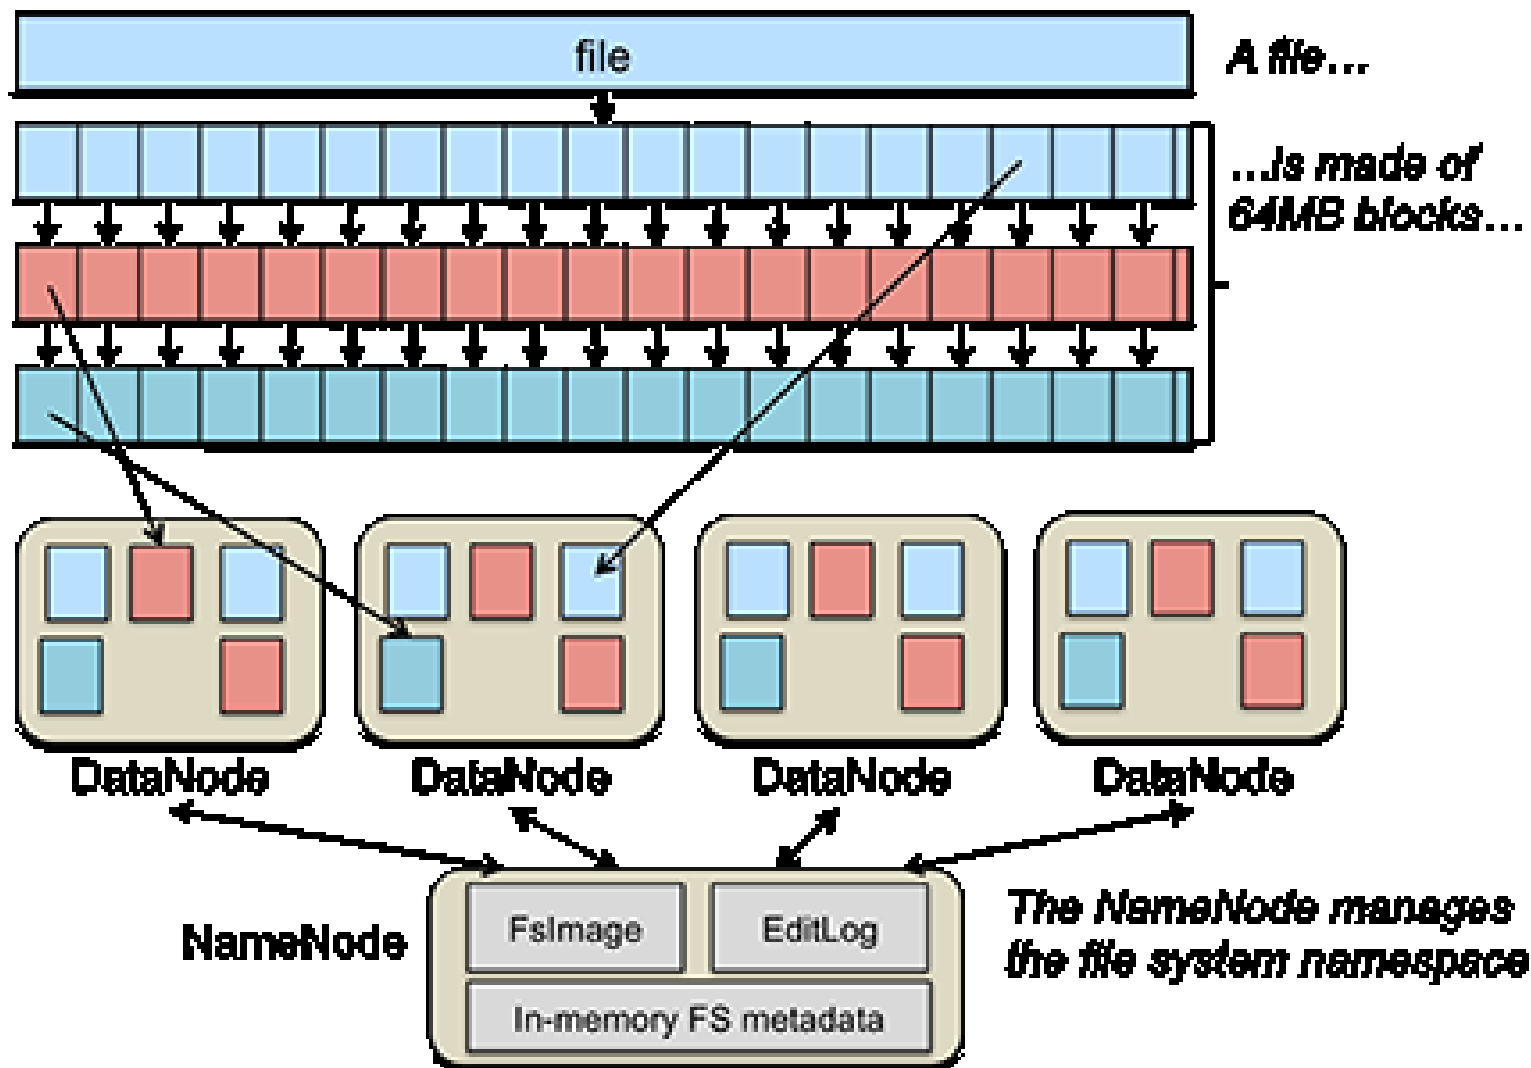 file
A file...
...is made of
64MB blocks...
DataNode
DataNode
DataNode
DataNode
NameNode
FsImage
EditLog
In-memory FS metadata
The NameNode manages
the file system namespace